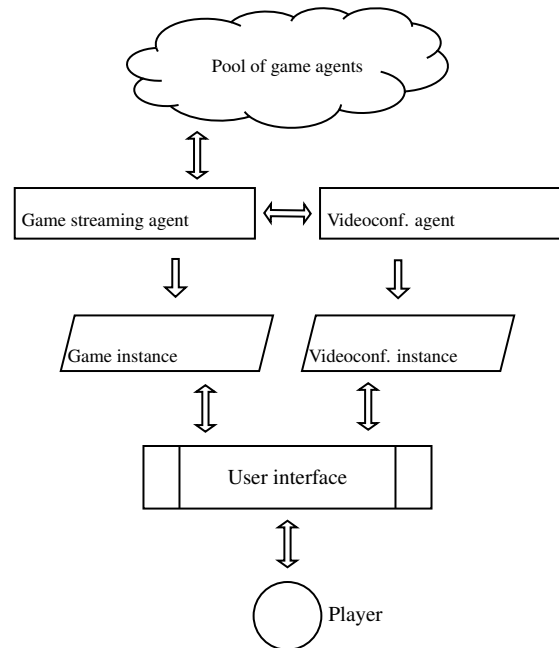 Pool of game agents
Game streaming agent
Videoconf. agent
Game instance
Videoconf. instance
User interface
Player